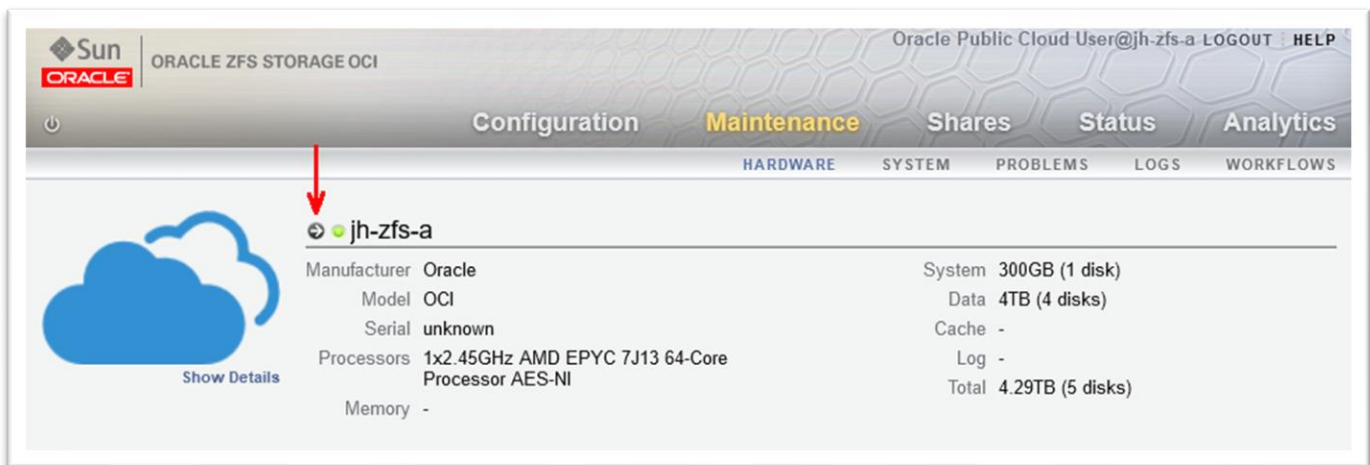 Sun
ORACLE
ORACLE ZFS STORAGE OCI
Oracle Public Cloud User@jh-zfs-a LOGOUT HELP
Configuration Maintenance Shares Status Analytics
HARDWARE SYSTEM PROBLEMS LOGS WORKFLOWS
jh-zfs-a
Manufacturer Oracle
Model OCI
Serial unknown
Processors 1x2.45GHz AMD EPYC 7J13 64-Core
Processor AES-NI
Memory -
System 300GB (1 disk)
Data 4TB (4 disks)
Cache -
Log -
Total 4.29TB (5 disks)
Show Details